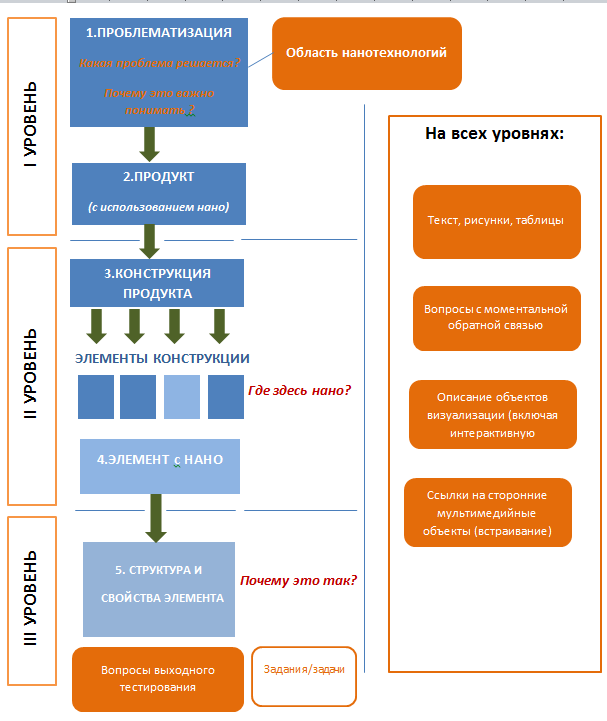 I УРОВЕНЬ
1.ПРОБЛЕМАТИЗАЦИЯ
Какая проблема решается?
Почему это важно
понимать.?
Область нанотехнологий
2.ПРОДУКТ
(с использованием нано)
II УРОВЕНЬ
3.КОНСТРУКЦИЯ
ПРОДУКТА
ЭЛЕМЕНТЫ КОНСТРУКЦИИ
Где здесь нано?
4.ЭЛЕМЕНТ с НАНО
III УРОВЕНЬ
5. СТРУКТУРА И
СВОЙСТВА ЭЛЕМЕНТА
Почему это так?
Вопросы выходного
тестирования
Задания/задачи
На всех уровнях:
Текст, рисунки, таблицы
Вопросы с моментальной
обратной связью
Описание объектов
визуализации (включая
интерактивную
Ссылки на сторонние
мультимедийные
объекты (встраивание)